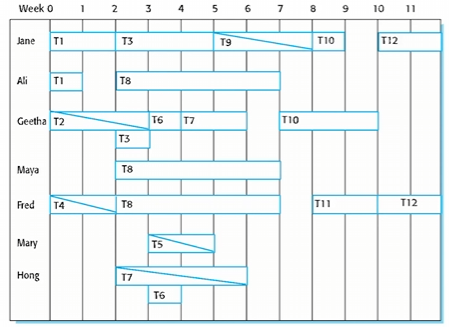 Week 0 1 2 3 4 5 6 7 8 9 10 11
Jane T1 T3 T9 T10 T12
Ali T1 T8
Geetha T2 T6 T7 T10
T3
Maya T8
Fred T4 T8 T11 T12
Mary T5
Hong T7
T6